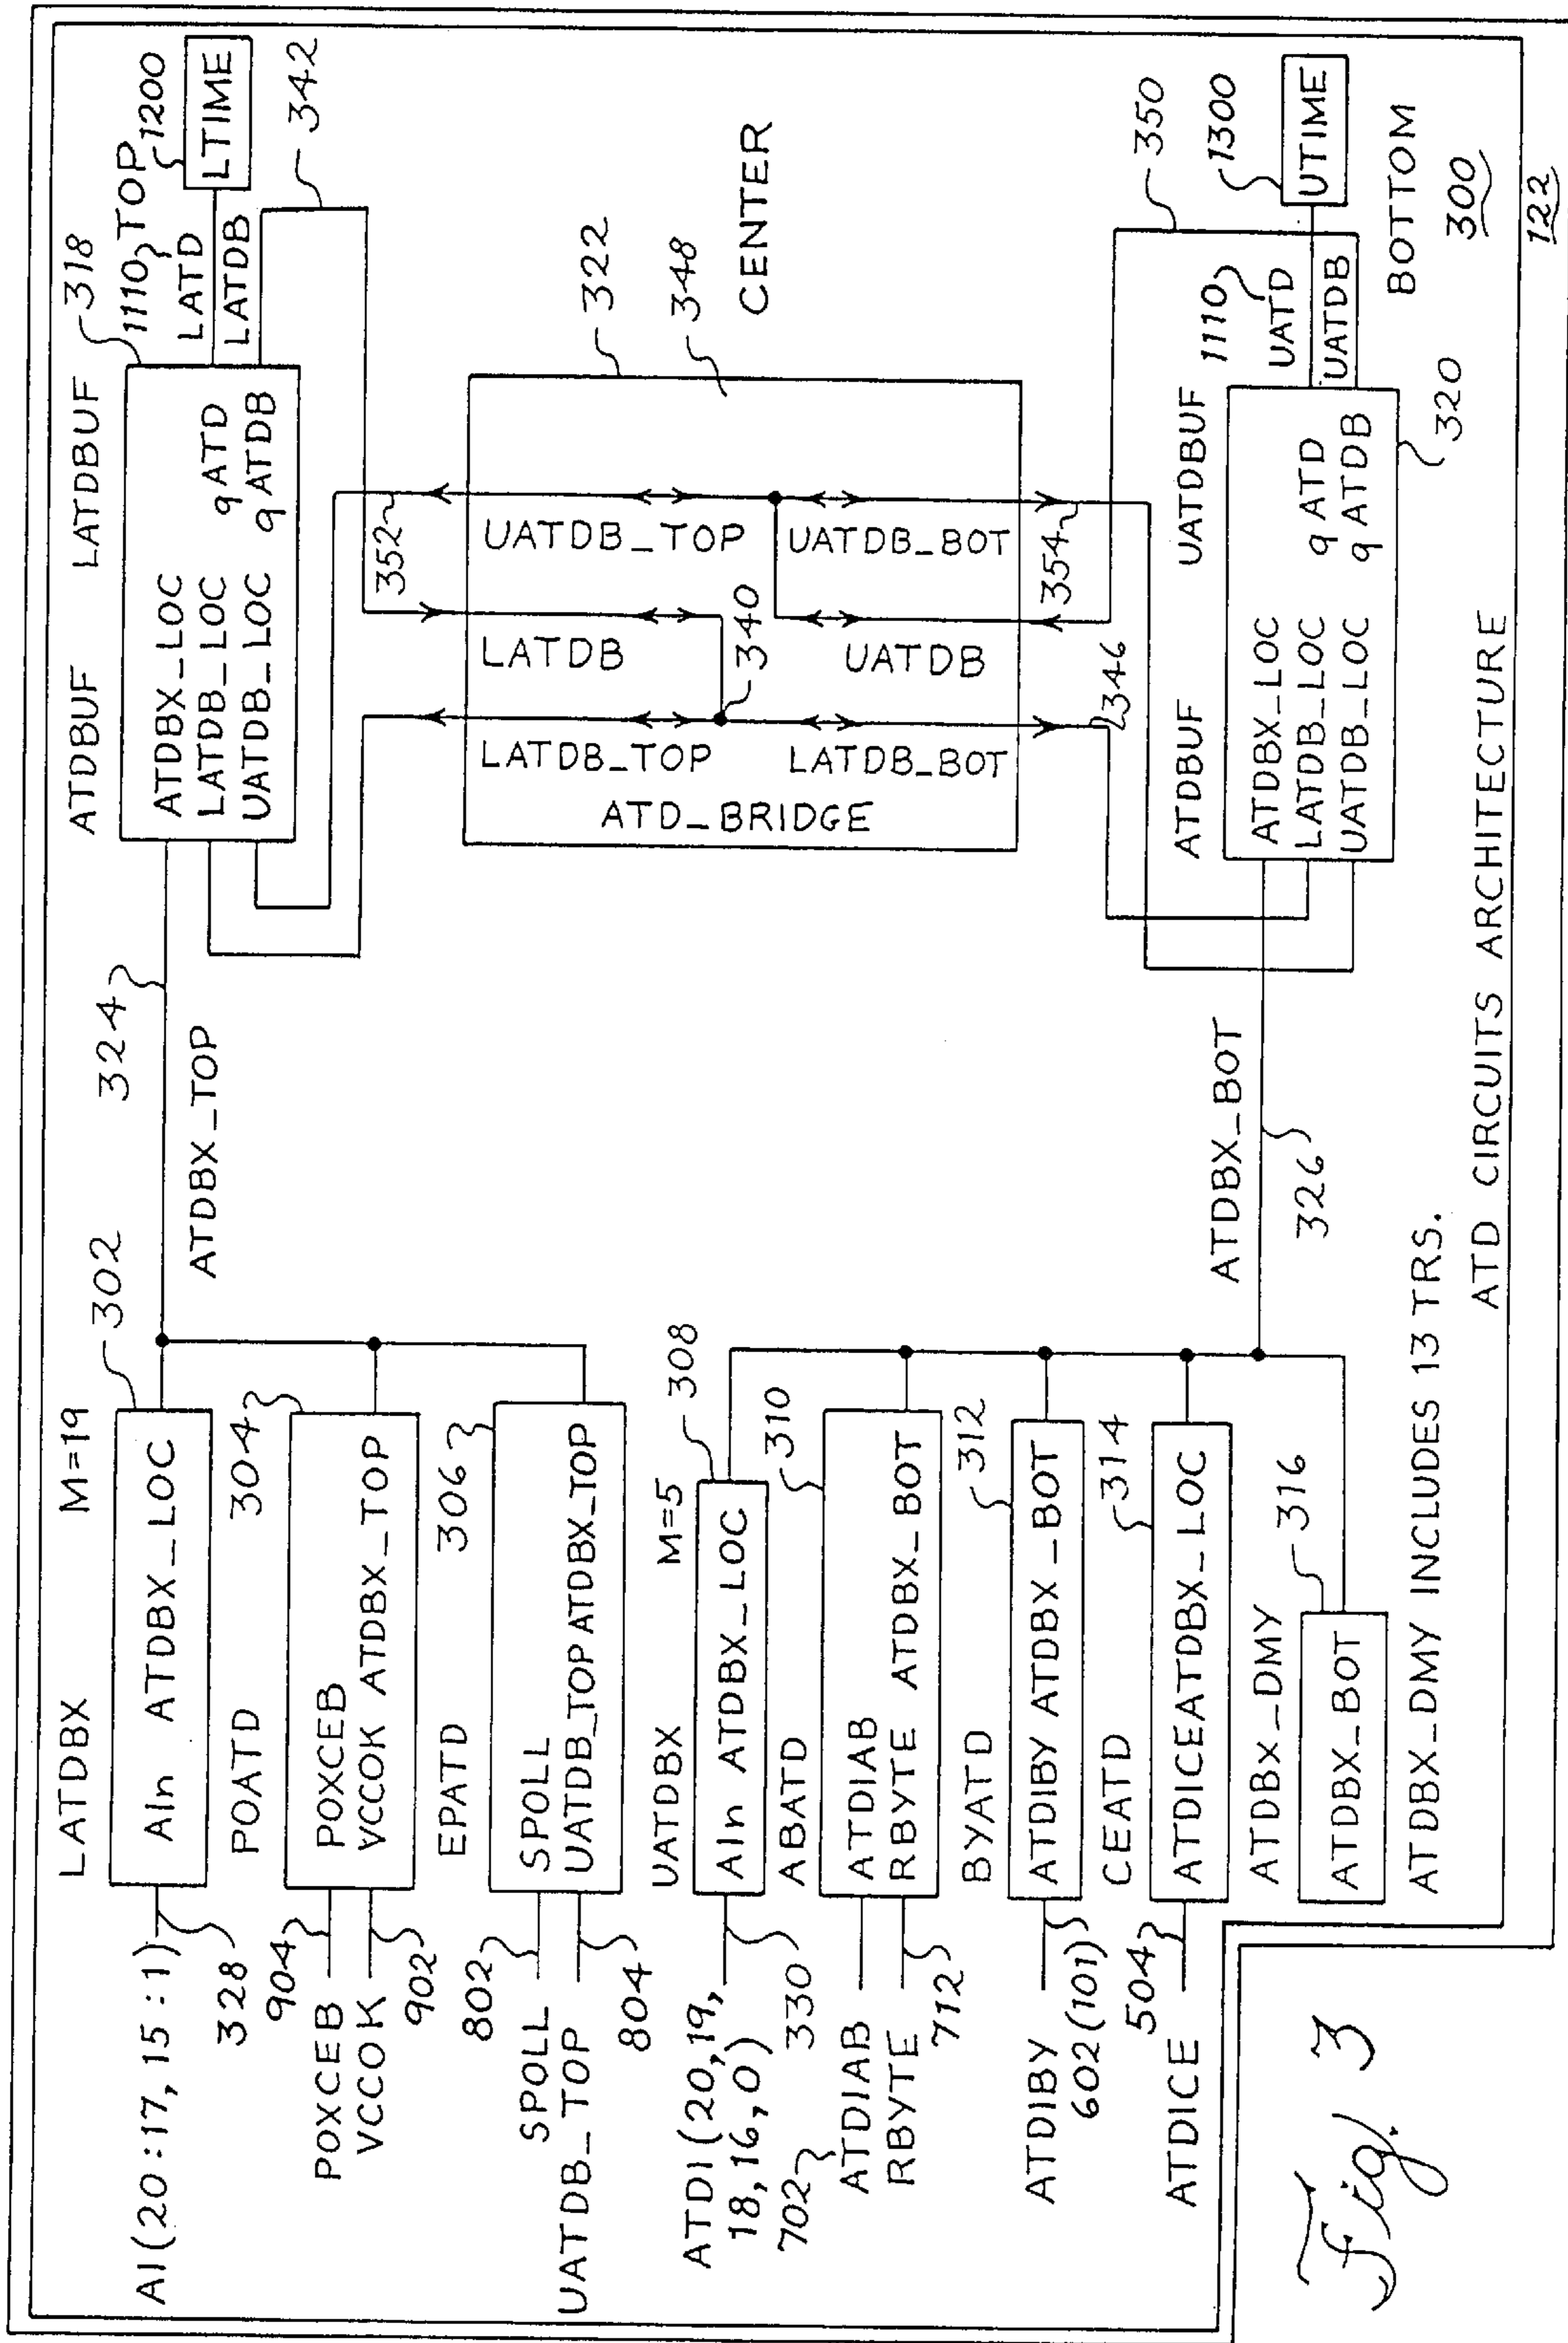 LATDBX M=19
302
AIn ATDBX_LOC
AI(20:17, 15:1)
328
POATD
304
POXCEB
VCCOK ATDBX_TOP
904
POXCEB
VCCOK
902
EPATD
306
SPOLL
UATDB_TOP ATDBX_TOP
802
SPOLL
UATDB_TOP
804
UATDBX M=5
308
AIn ATDBX_LOC
ATDI(20,19,
18,16,0)
330
ABATD
310
ATDIAB
RBYTE ATDBX_BOT
702
ATDIAB
RBYTE
712
BYATD
312
ATDIBY ATDBX_BOT
ATDIBY
602(101)
CEATD
314
ATDICEATDBX_LOC
504
ATDICE
ATDBX_DMY
316
ATDBX_BOT
ATDBX_DMY INCLUDES 13 TRS.
324
ATDBX_TOP
ATDBX_BOT
326
ATDBUF LATDBUF
318
ATDBX_LOC
LATDB_LOC qATD
UATDB_LOC qATDB
1110 TOP
LATD
1200
LTIME
LATDB
342
352
322
348
CENTER
UATDB_TOP
UATDB_BOT
LATDB
340
UATDB
LATDB_TOP
LATDB_BOT
ATD_BRIDGE
354
346
350
ATDBUF UATDBUF
ATDBX_LOC
LATDB_LOC qATD
UATDB_LOC qATDB
320
1110
UATD
UATDB
1300
UTIME
BOTTOM
300
122
ATD CIRCUITS ARCHITECTURE
Fig. 3